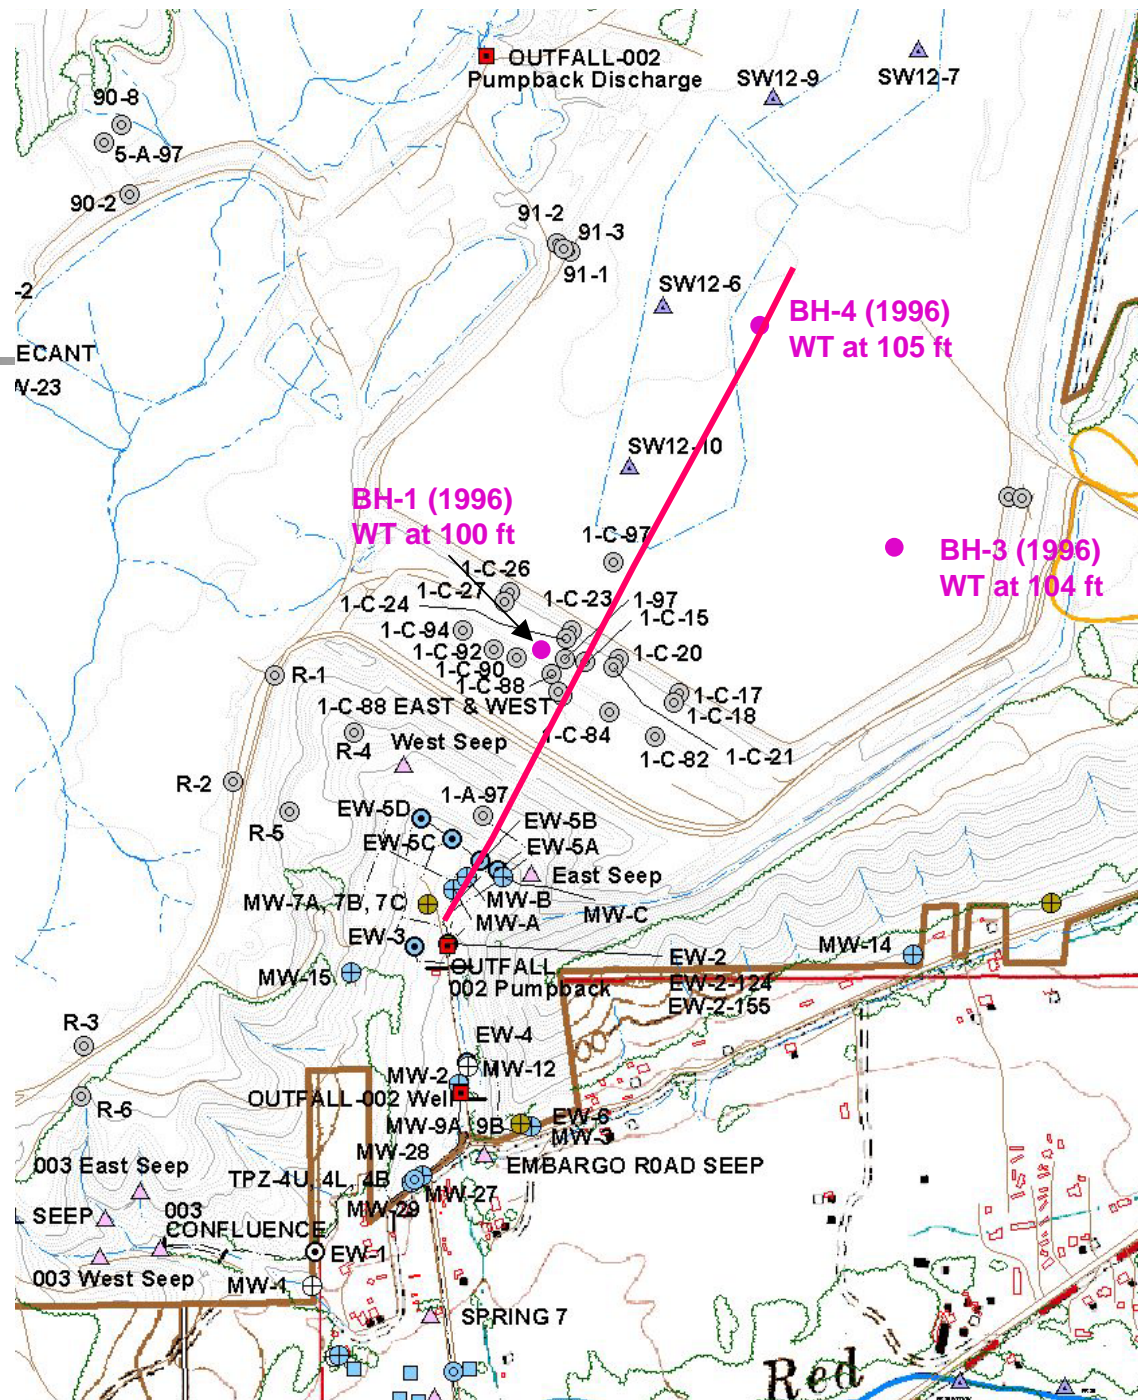 OUTFALL-002
Pumpback Discharge
SW12-9
SW12-7
90-8
5-A-97
90-2
91-2
91-3
91-1
-2
SW12-6
BH-4 (1996)
WT at 105 ft
ECANT
SW12-10
BH-1 (1996)
WT at 100 ft
1-C-97
BH-3 (1996)
WT at 104 ft
1-C-26
1-C-27
1-C-24
1-C-23
1-97
1-C-15
1-C-94
1-C-92
1-C-90
1-C-20
1-C-88
R-1
1-C-17
1-C-88 EAST & WEST
1-C-18
R-4
West Seep
1-C-84
1-C-82
1-C-21
R-2
1-A-97
EW-5D
EW-5B
R-5
EW-5C
EW-5A
East Seep
MW-7A, 7B, 7C
MW-B
MW-C
MW-A
EW-3
MW-14
EW-2
MW-15
OUTFALL
002 Pumpback
EW-2-124
EW-2-155
R-3
EW-4
MW-12
MW-2
R-6
OUTFALL-002 Well
MW-9A, 9B
EW-6
MW-3
MW-28
003 East Seep
TPZ-4U, 4L, 4B
EMBARGO ROAD SEEP
MW-27
MW-29
L SEEP
003
CONFLUENCE
EW-1
003 West Seep
MW-4
SPRING 7
Red